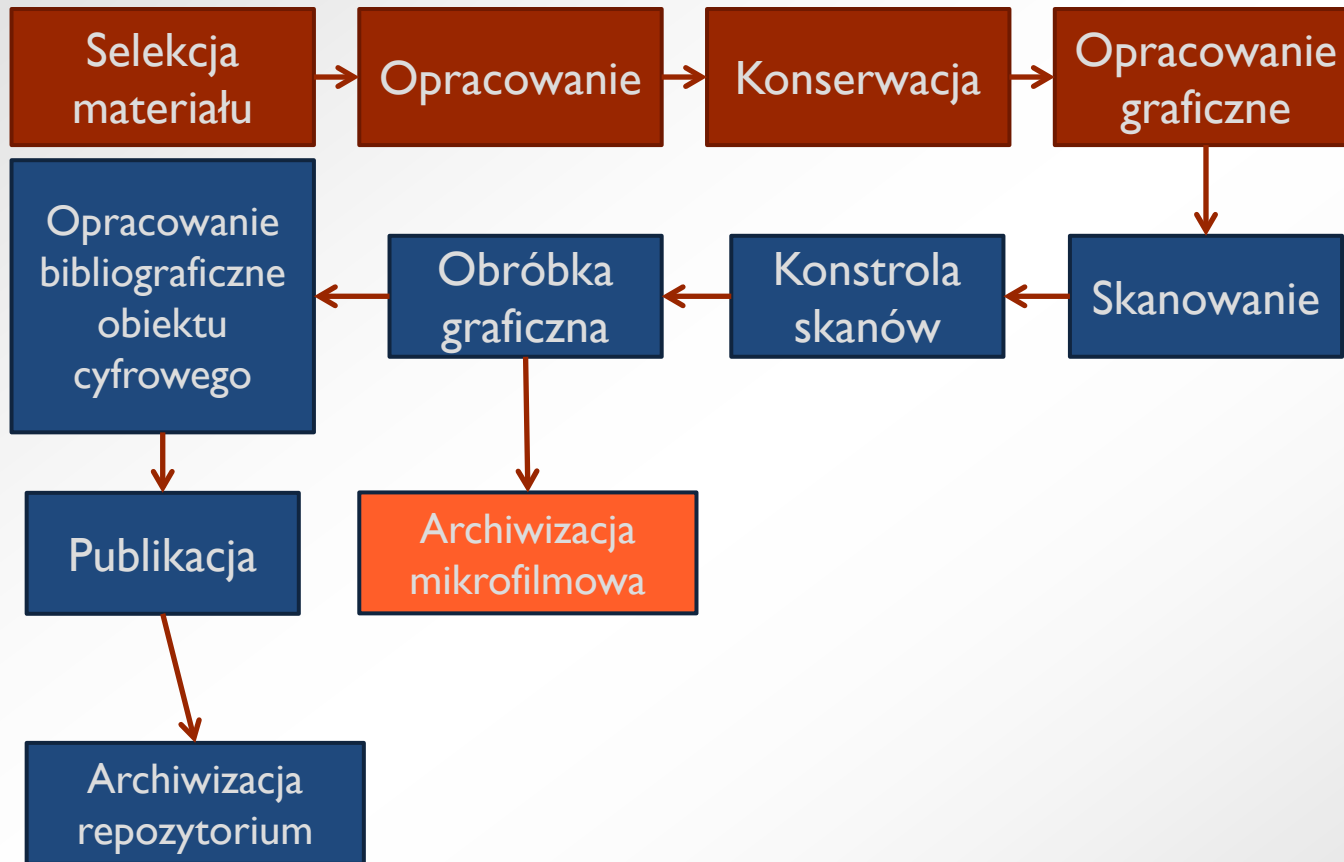 Selekcja
materiału
Opracowanie
Konserwacja
Opracowanie
graficzne
Skanowanie
Konstrola
skanów
Obróbka
graficzna
Opracowanie
bibliograficzne
obiektu
cyfrowego
Archiwizacja
mikrofilmowa
Publikacja
Archiwizacja
repozytorium